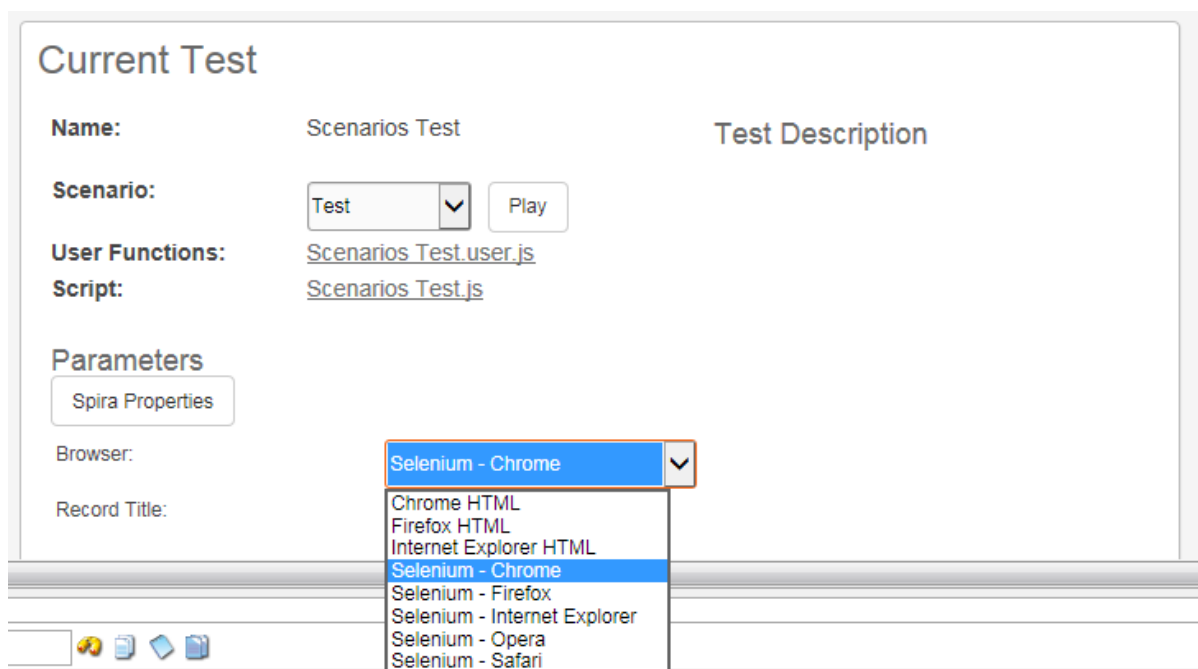 Current Test
Name: Scenarios Test Test Description
Scenario: Test Play
User Functions: Scenarios Test.user.js
Script: Scenarios Test.js
Parameters
Spira Properties
Browser: Selenium - Chrome
Record Title:
Chrome HTML
Firefox HTML
Internet Explorer HTML
Selenium - Chrome
Selenium - Firefox
Selenium - Internet Explorer
Selenium - Opera
Selenium - Safari